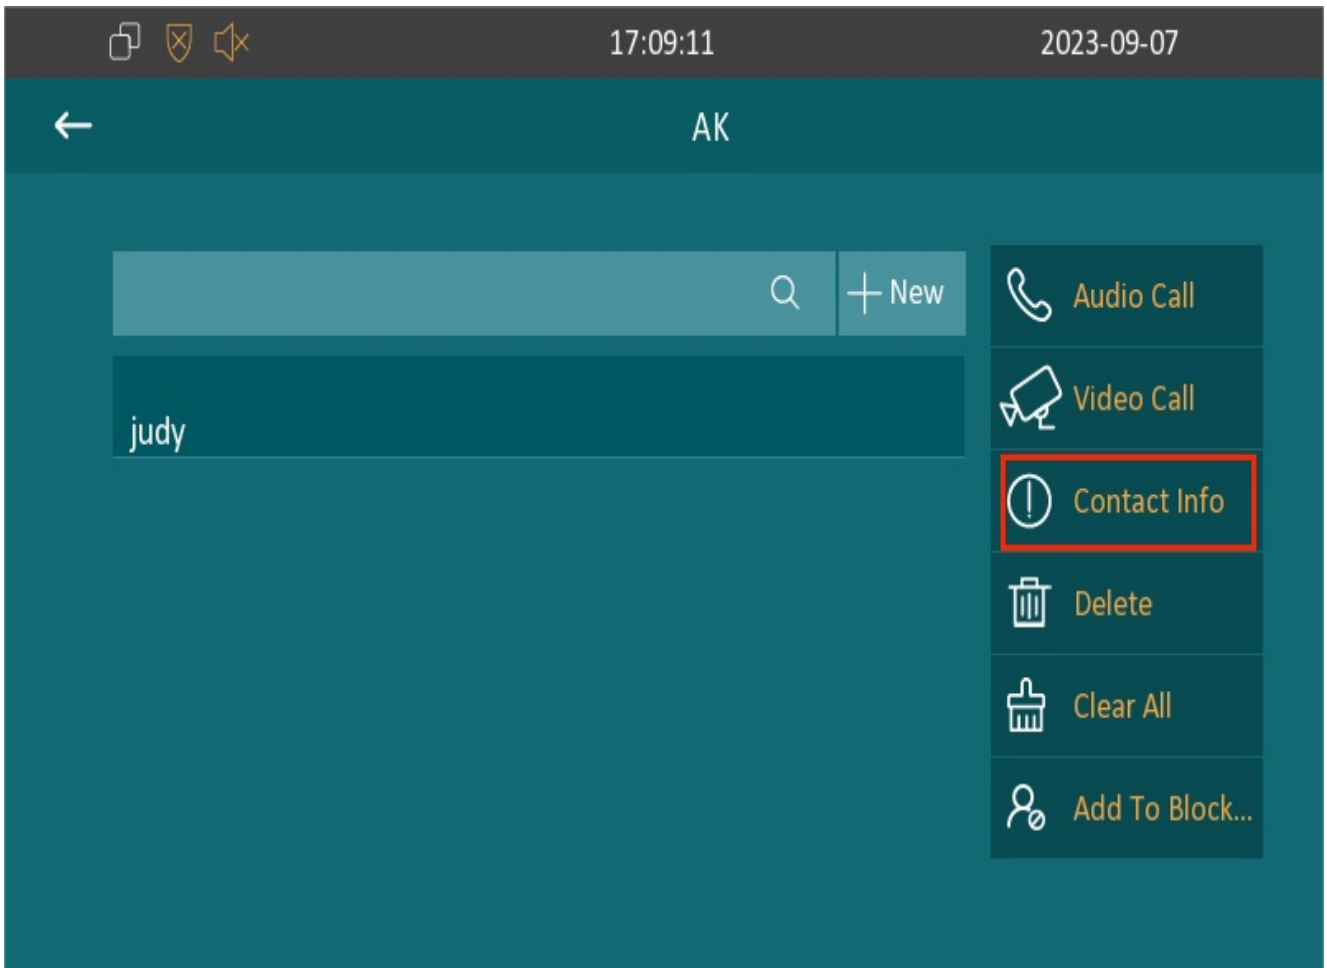 17:09:11 2023-09-07
AK
New
judy
Audio Call
Video Call
Contact Info
Delete
Clear All
Add To Block...